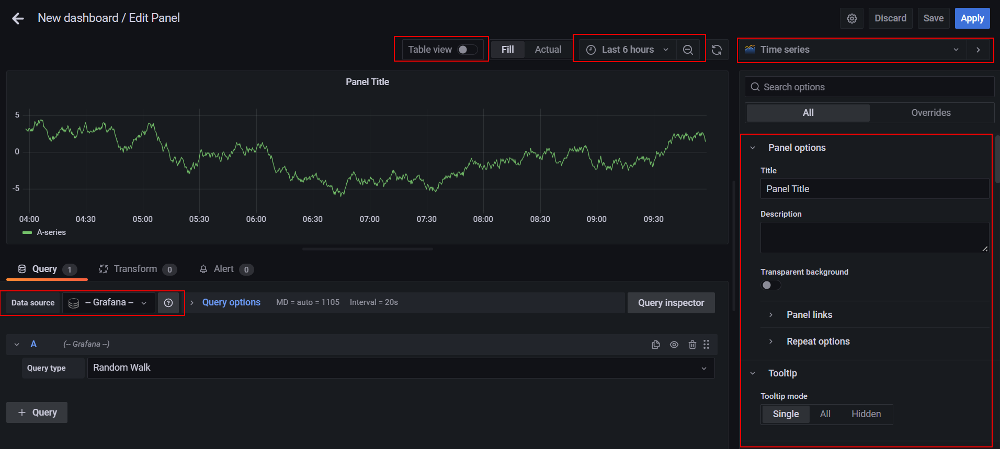 New dashboard / Edit Panel
Discard
Save
Apply
Table view
Fill
Actual
Last 6 hours
Time series
Panel Title
5
0
-5
04:00 04:30 05:00 05:30 06:00 06:30 07:00 07:30 08:00 08:30 09:00 09:30
A-series
Search options
All
Overrides
Panel options
Title
Panel Title
Description
Transparent background
Panel links
Repeat options
Tooltip
Tooltip mode
Single
All
Hidden
Query 1
Transform 0
Alert 0
Data source
-- Grafana --
Query options
MD = auto = 1105
Interval = 20s
Query inspector
A
(-- Grafana --)
Query type
Random Walk
+ Query